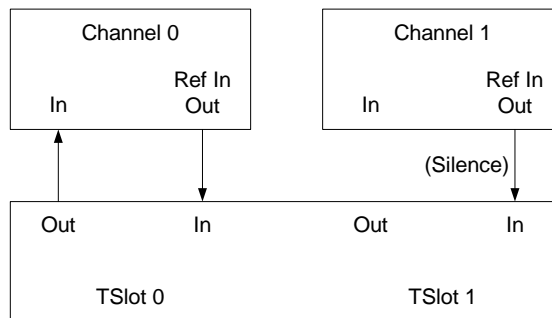 Channel 0
Channel 1
Ref In
Ref In
In
Out
In
Out
(Silence)
Out
In
Out
In
TSlot 0
TSlot 1